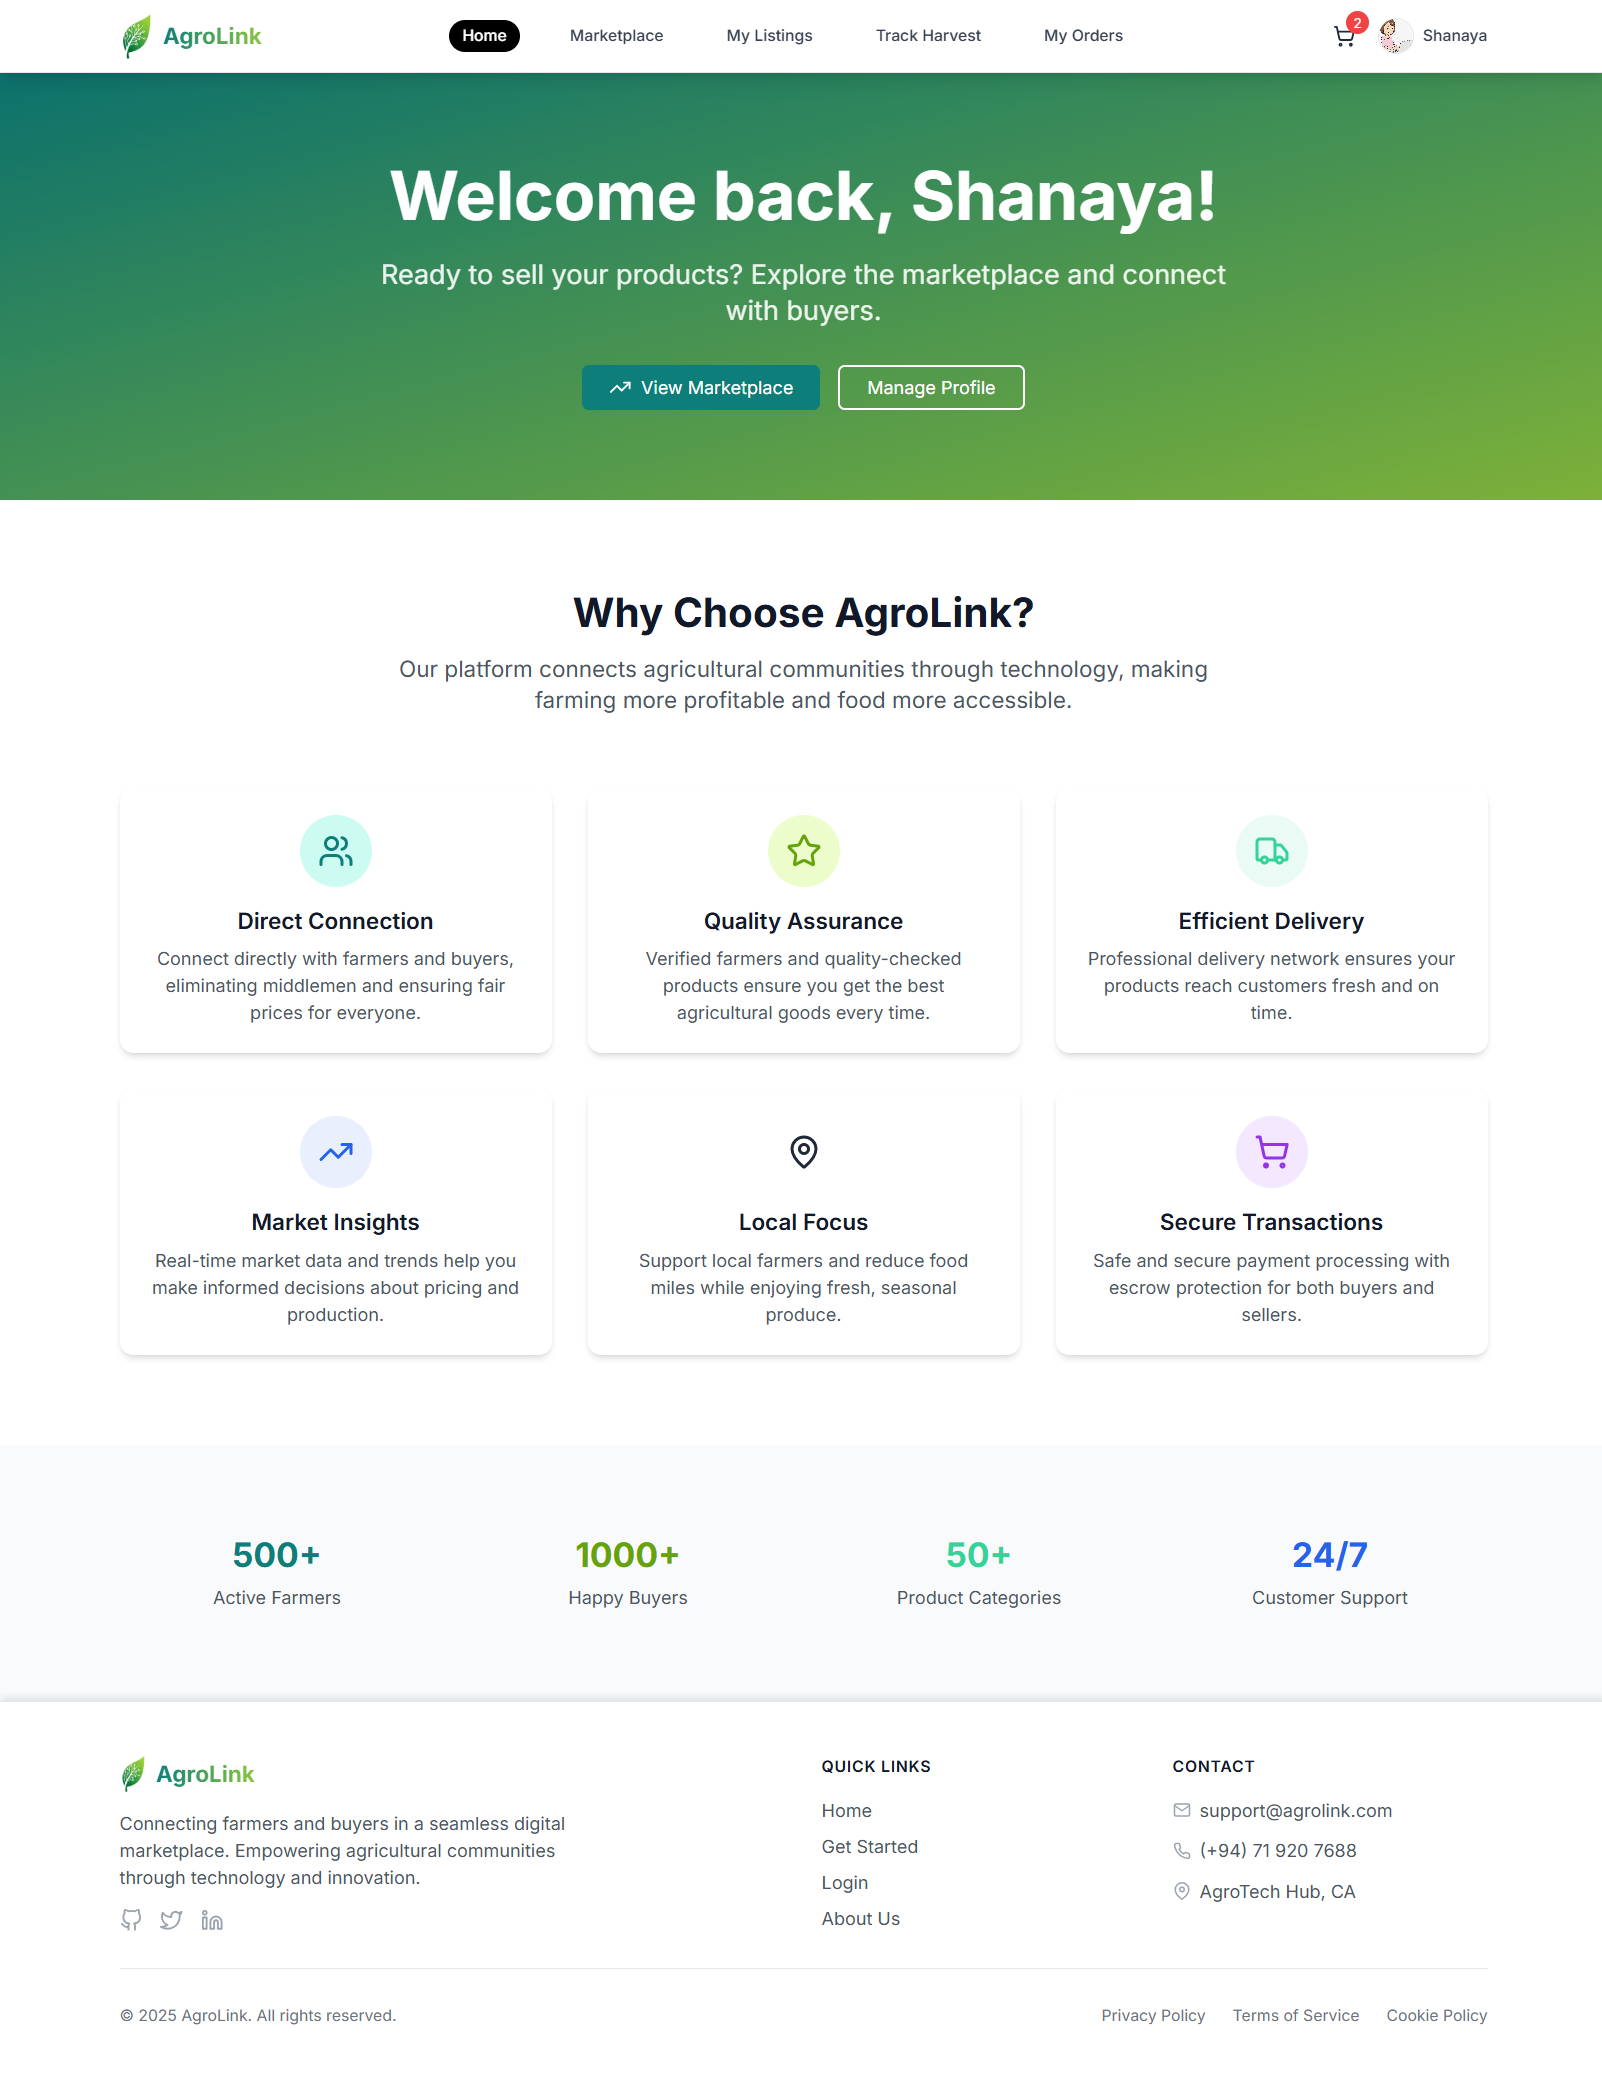 AgroLink
Home
Marketplace
My Listings
Track Harvest
My Orders
2
Shanaya
Welcome back, Shanaya!
Ready to sell your products? Explore the marketplace and connect
with buyers.
View Marketplace
Manage Profile
Why Choose AgroLink?
Our platform connects agricultural communities through technology, making
farming more profitable and food more accessible.
Direct Connection
Connect directly with farmers and buyers,
eliminating middlemen and ensuring fair
prices for everyone.
Quality Assurance
Verified farmers and quality-checked
products ensure you get the best
agricultural goods every time.
Efficient Delivery
Professional delivery network ensures your
products reach customers fresh and on
time.
Market Insights
Real-time market data and trends help you
make informed decisions about pricing and
production.
Local Focus
Support local farmers and reduce food
miles while enjoying fresh, seasonal
produce.
Secure Transactions
Safe and secure payment processing with
escrow protection for both buyers and
sellers.
500+
Active Farmers
1000+
Happy Buyers
50+
Product Categories
24/7
Customer Support
AgroLink
Connecting farmers and buyers in a seamless digital
marketplace. Empowering agricultural communities
through technology and innovation.
QUICK LINKS
Home
Get Started
Login
About Us
CONTACT
support@agrolink.com
(+94) 71 920 7688
AgroTech Hub, CA
© 2025 AgroLink. All rights reserved.
Privacy Policy
Terms of Service
Cookie Policy